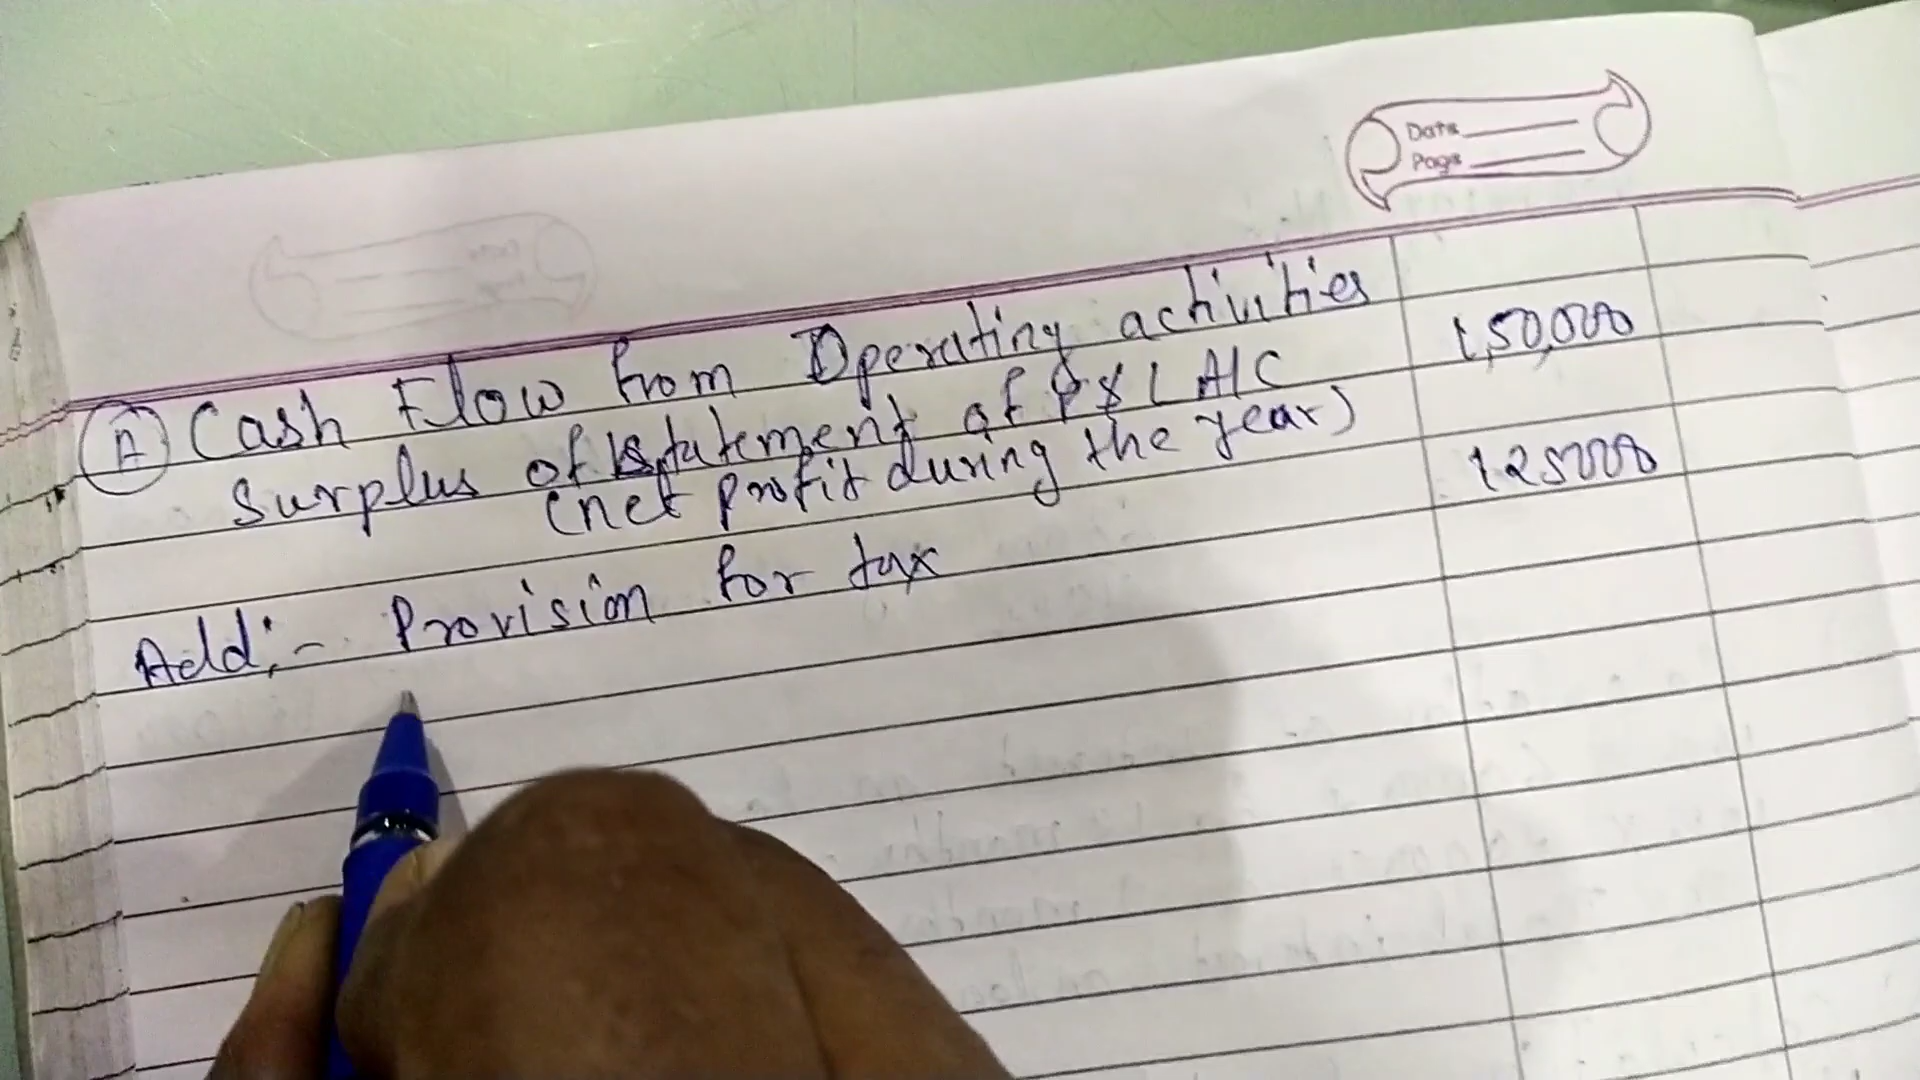 Date
Page
(A) Cash Flow from Operating activities
Surplus of statement of P & L A/C 1,50,000
(net profit during the year)
Add:- Provision for tax 125000